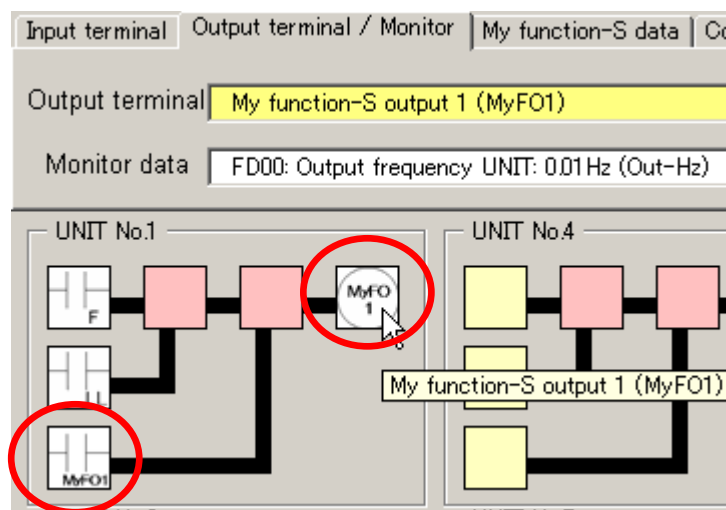 Input terminal Output terminal / Monitor My function-S data
Output terminal My function-S output 1 (MyFO1)
Monitor data FD00: Output frequency UNIT: 0.01Hz (Out-Hz)
UNIT No.1 UNIT No.4
F MyFO
1
LL My function-S output 1 (MyFO1)
MyFO1